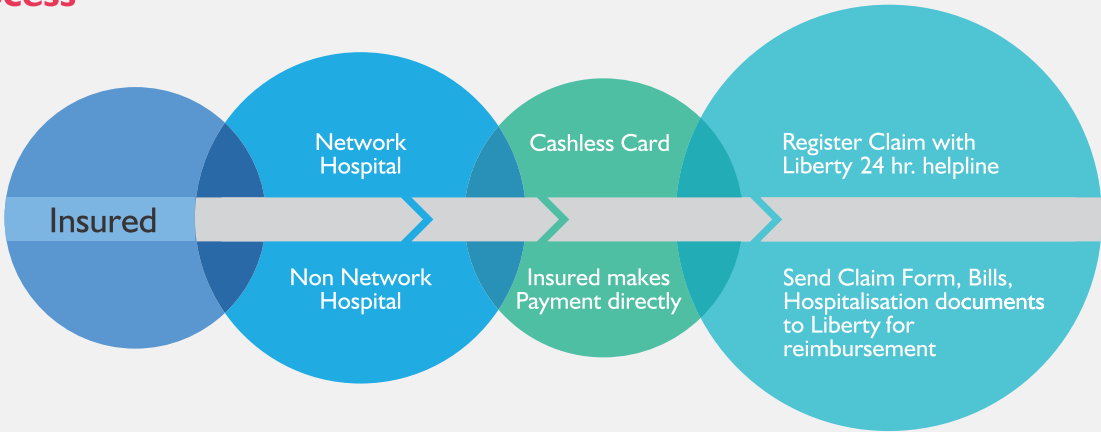 Insured
Network
Hospital
Non Network
Hospital
Cashless Card
Insured makes
Payment directly
Register Claim with
Liberty 24 hr. helpline
Send Claim Form, Bills,
Hospitalisation documents
to Liberty for
reimbursement